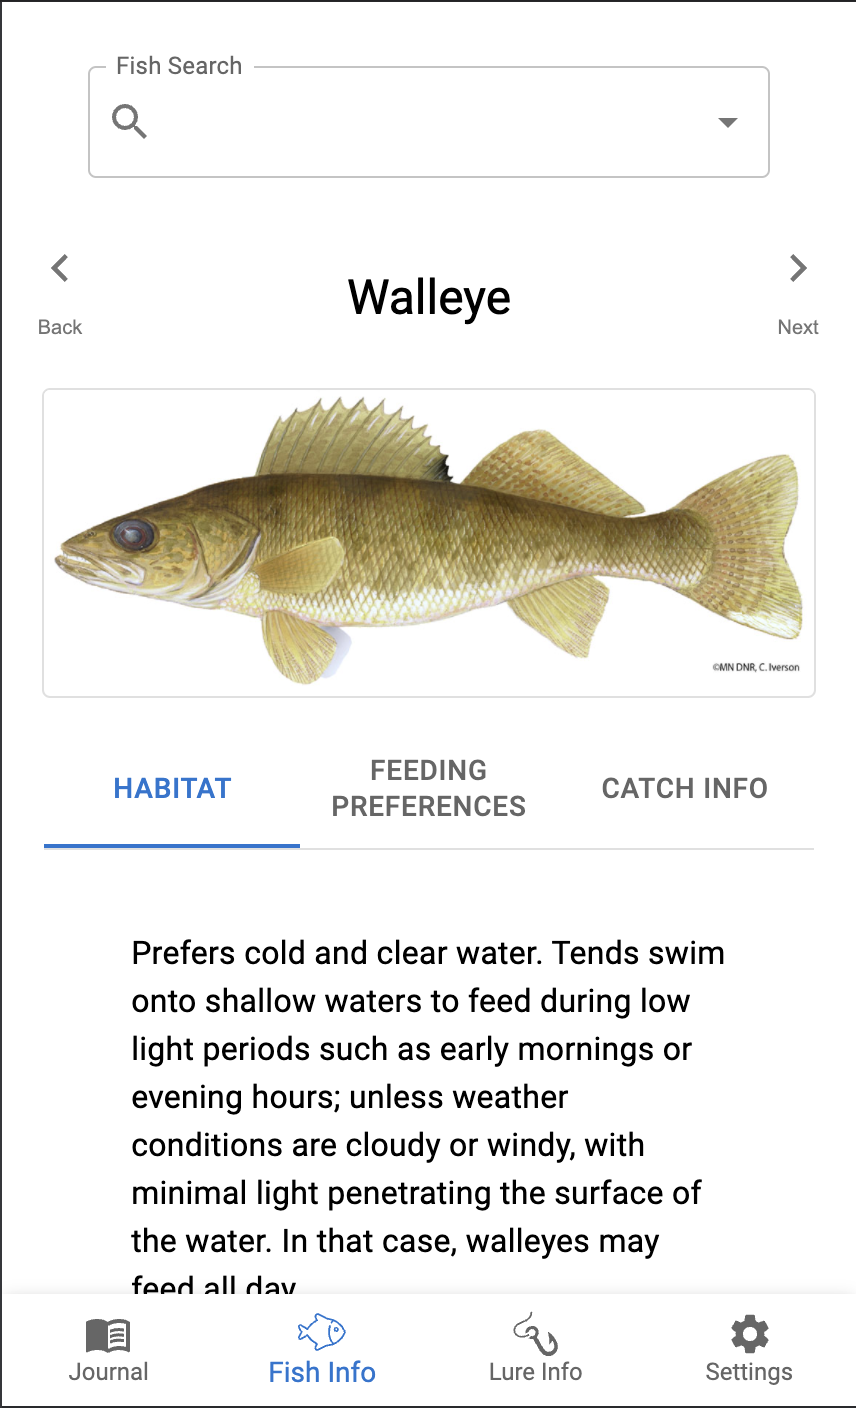 Fish Search
Walleye
Back
Next
©MN DNR, C. Iverson
HABITAT
FEEDING
PREFERENCES
CATCH INFO
Prefers cold and clear water. Tends swim
onto shallow waters to feed during low
light periods such as early mornings or
evening hours; unless weather
conditions are cloudy or windy, with
minimal light penetrating the surface of
the water. In that case, walleyes may
feed all day
Journal
Fish Info
Lure Info
Settings